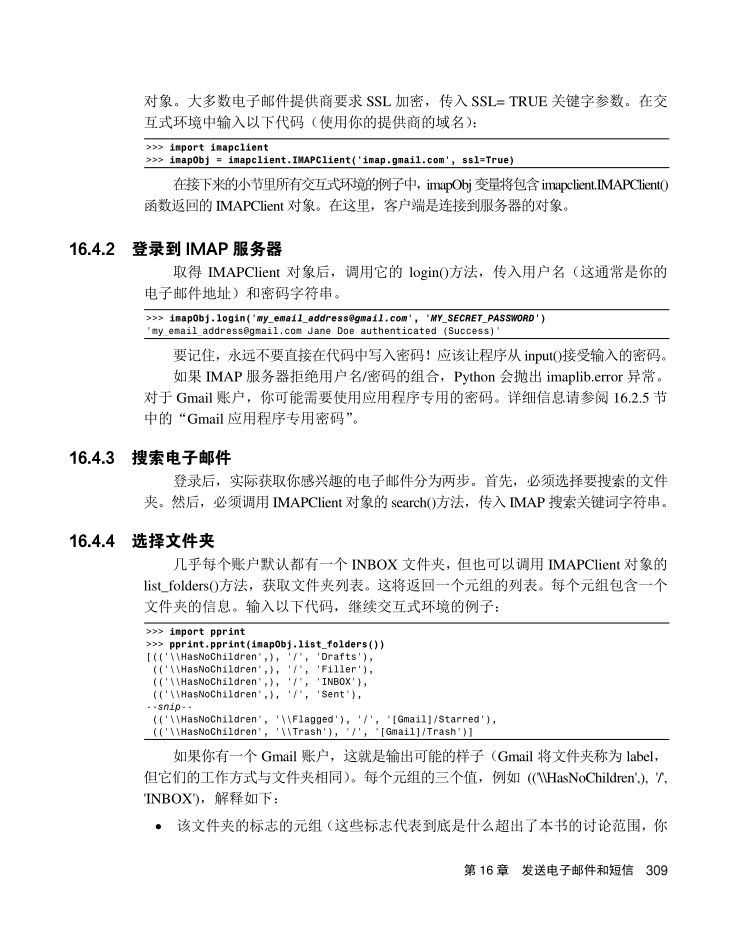 对象。大多数电子邮件提供商要求 SSL 加密，传入 SSL= TRUE 关键字参数。在交
互式环境中输入以下代码（使用你的提供商的域名）：
>>> import imapclient
>>> imapObj = imapclient.IMAPClient('imap.gmail.com', ssl=True)
在接下来的小节里所有交互式环境的例子中，imapObj 变量将包含 imapclient.IMAPClient()
函数返回的 IMAPClient 对象。在这里，客户端是连接到服务器的对象。
16.4.2 登录到 IMAP 服务器
取得 IMAPClient 对象后，调用它的 login()方法，传入用户名（这通常是你的
电子邮件地址）和密码字符串。
>>> imapObj.login('my_email_address@gmail.com', 'MY_SECRET_PASSWORD')
'my_email_address@gmail.com Jane Doe authenticated (Success)'
要记住，永远不要直接在代码中写入密码！应该让程序从 input()接受输入的密码。
如果 IMAP 服务器拒绝用户名/密码的组合，Python 会抛出 imaplib.error 异常。
对于 Gmail 账户，你可能需要使用应用程序专用的密码。详细信息请参阅 16.2.5 节
中的“Gmail 应用程序专用密码”。
16.4.3 搜索电子邮件
登录后，实际获取你感兴趣的电子邮件分为两步。首先，必须选择要搜索的文件
夹。然后，必须调用 IMAPClient 对象的 search()方法，传入 IMAP 搜索关键词字符串。
16.4.4 选择文件夹
几乎每个账户默认都有一个 INBOX 文件夹，但也可以调用 IMAPClient 对象的
list_folders()方法，获取文件夹列表。这将返回一个元组的列表。每个元组包含一个
文件夹的信息。输入以下代码，继续交互式环境的例子：
>>> import pprint
>>> pprint.pprint(imapObj.list_folders())
[(('\\HasNoChildren',), '/', 'Drafts'),
(('\\HasNoChildren',), '/', 'Filler'),
(('\\HasNoChildren',), '/', 'INBOX'),
(('\\HasNoChildren',), '/', 'Sent'),
--snip--
(('\\HasNoChildren', '\\Flagged'), '/', '[Gmail]/Starred'),
(('\\HasNoChildren', '\\Trash'), '/', '[Gmail]/Trash')]
如果你有一个 Gmail 账户，这就是输出可能的样子（Gmail 将文件夹称为 label，
但它们的工作方式与文件夹相同）。每个元组的三个值，例如 (('\\HasNoChildren',), '/',
'INBOX')，解释如下：
• 该文件夹的标志的元组（这些标志代表到底是什么超出了本书的讨论范围，你
第 16 章 发送电子邮件和短信 309